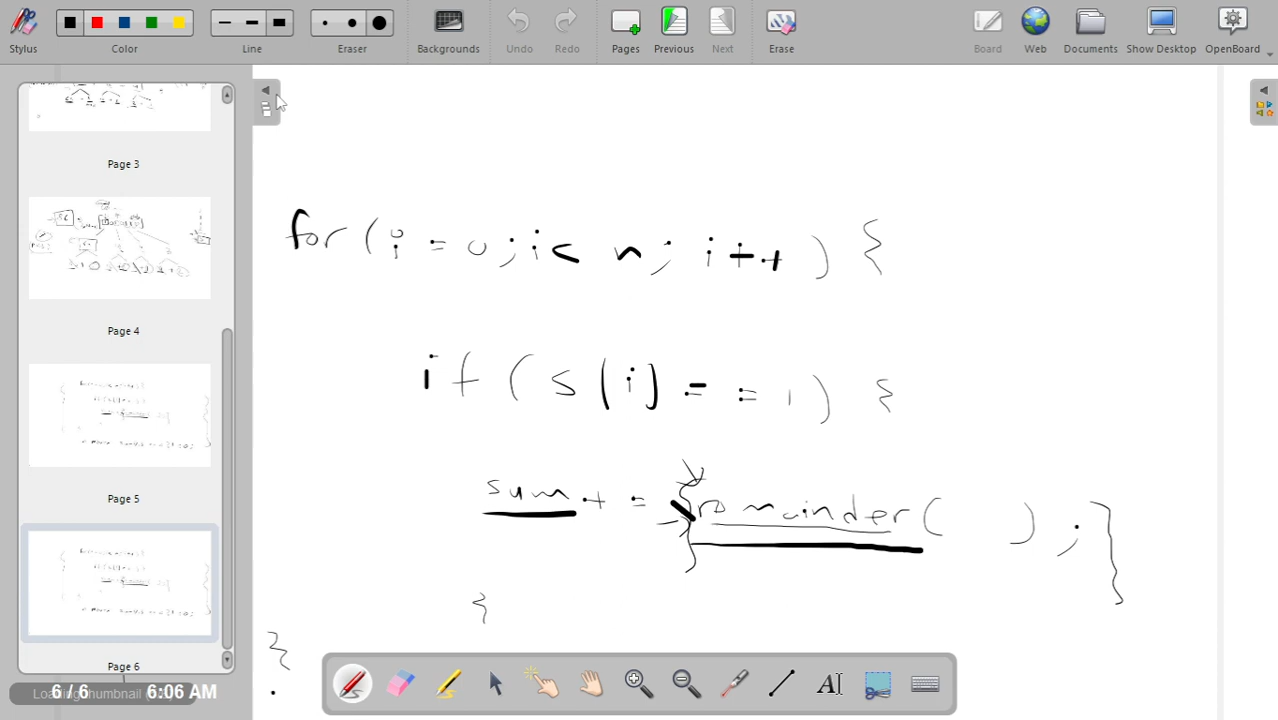 Stylus
Color
Line
Eraser
Backgrounds
Undo
Redo
Pages
Previous
Next
Erase
Board
Web
Documents
Show Desktop
OpenBoard
Page 3
Page 4
Page 5
Page 6
6 / 6
6:06 AM
for (i = 0; i < n; i++) {
if (s[i] == 1) {
sum += remainder( );
{
}